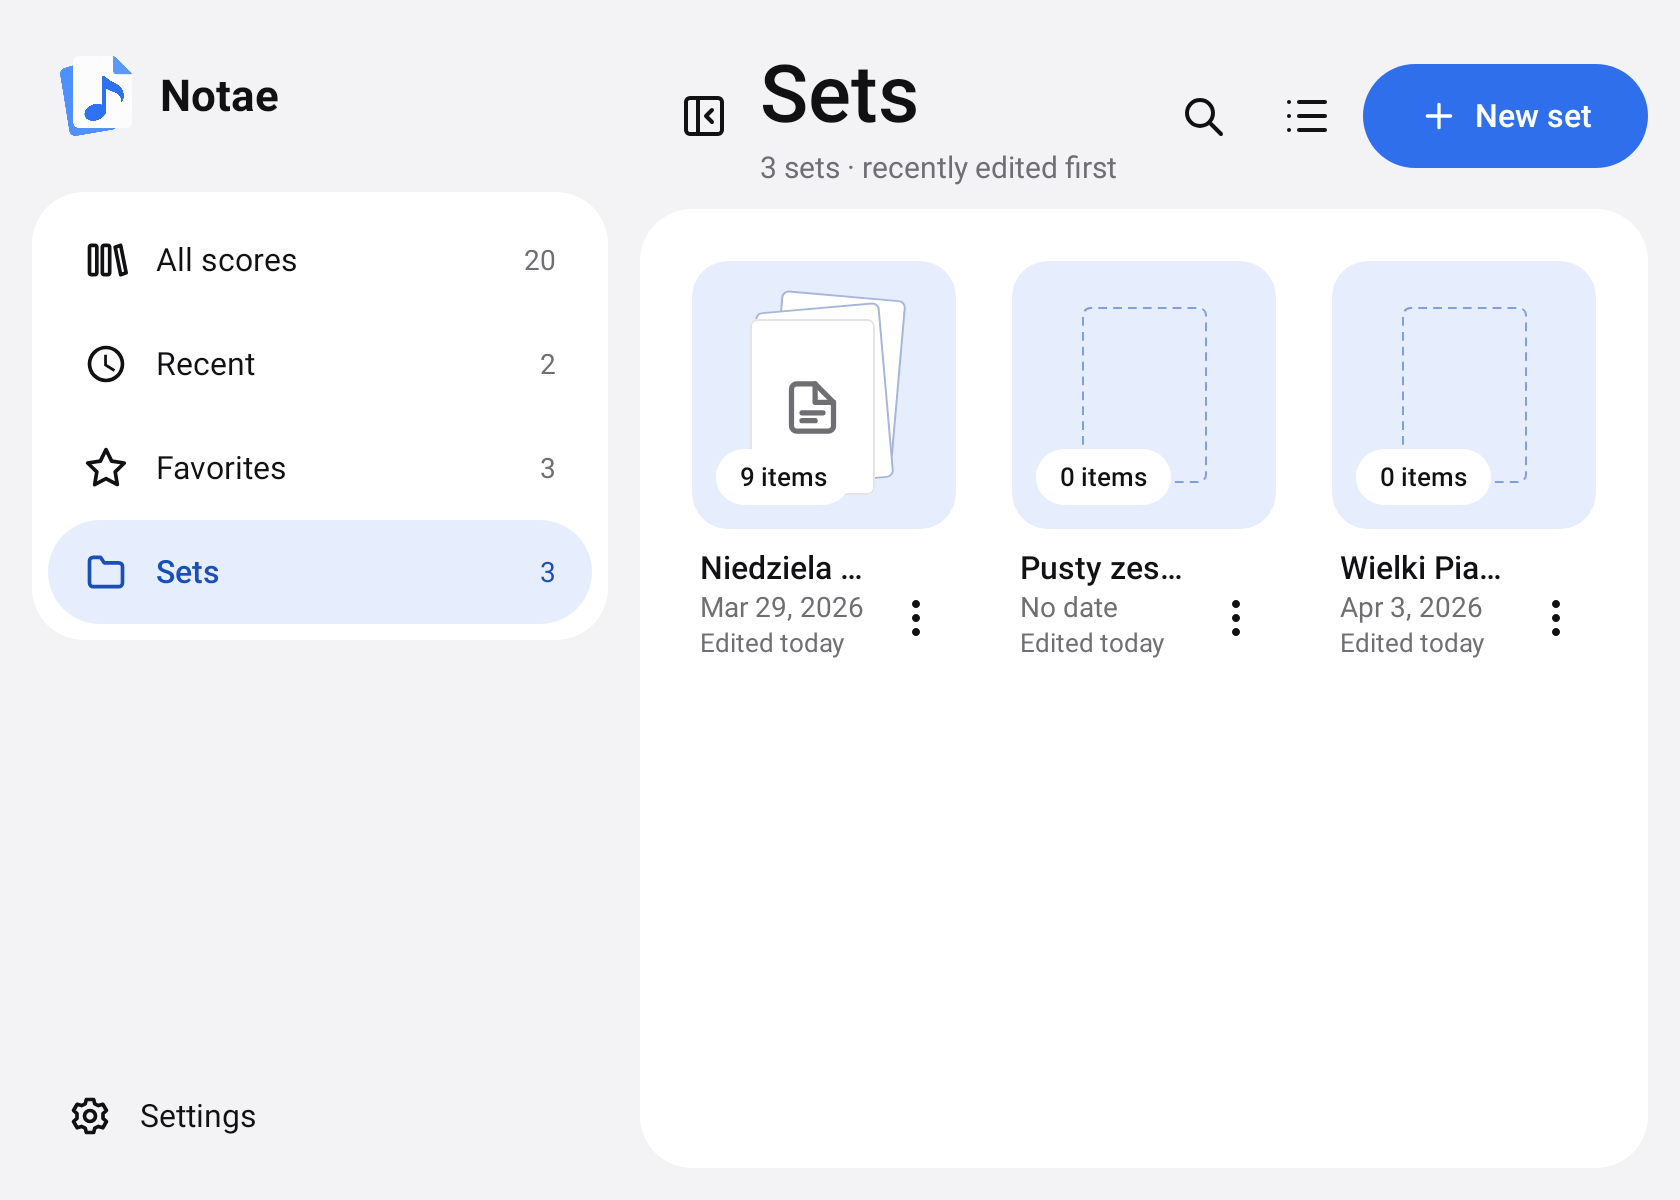 Notae
All scores 20
Recent 2
Favorites 3
Sets 3
Settings
Sets
3 sets · recently edited first
New set
9 items
Niedziela ...
Mar 29, 2026
Edited today
0 items
Pusty zes...
No date
Edited today
0 items
Wielki Pia...
Apr 3, 2026
Edited today